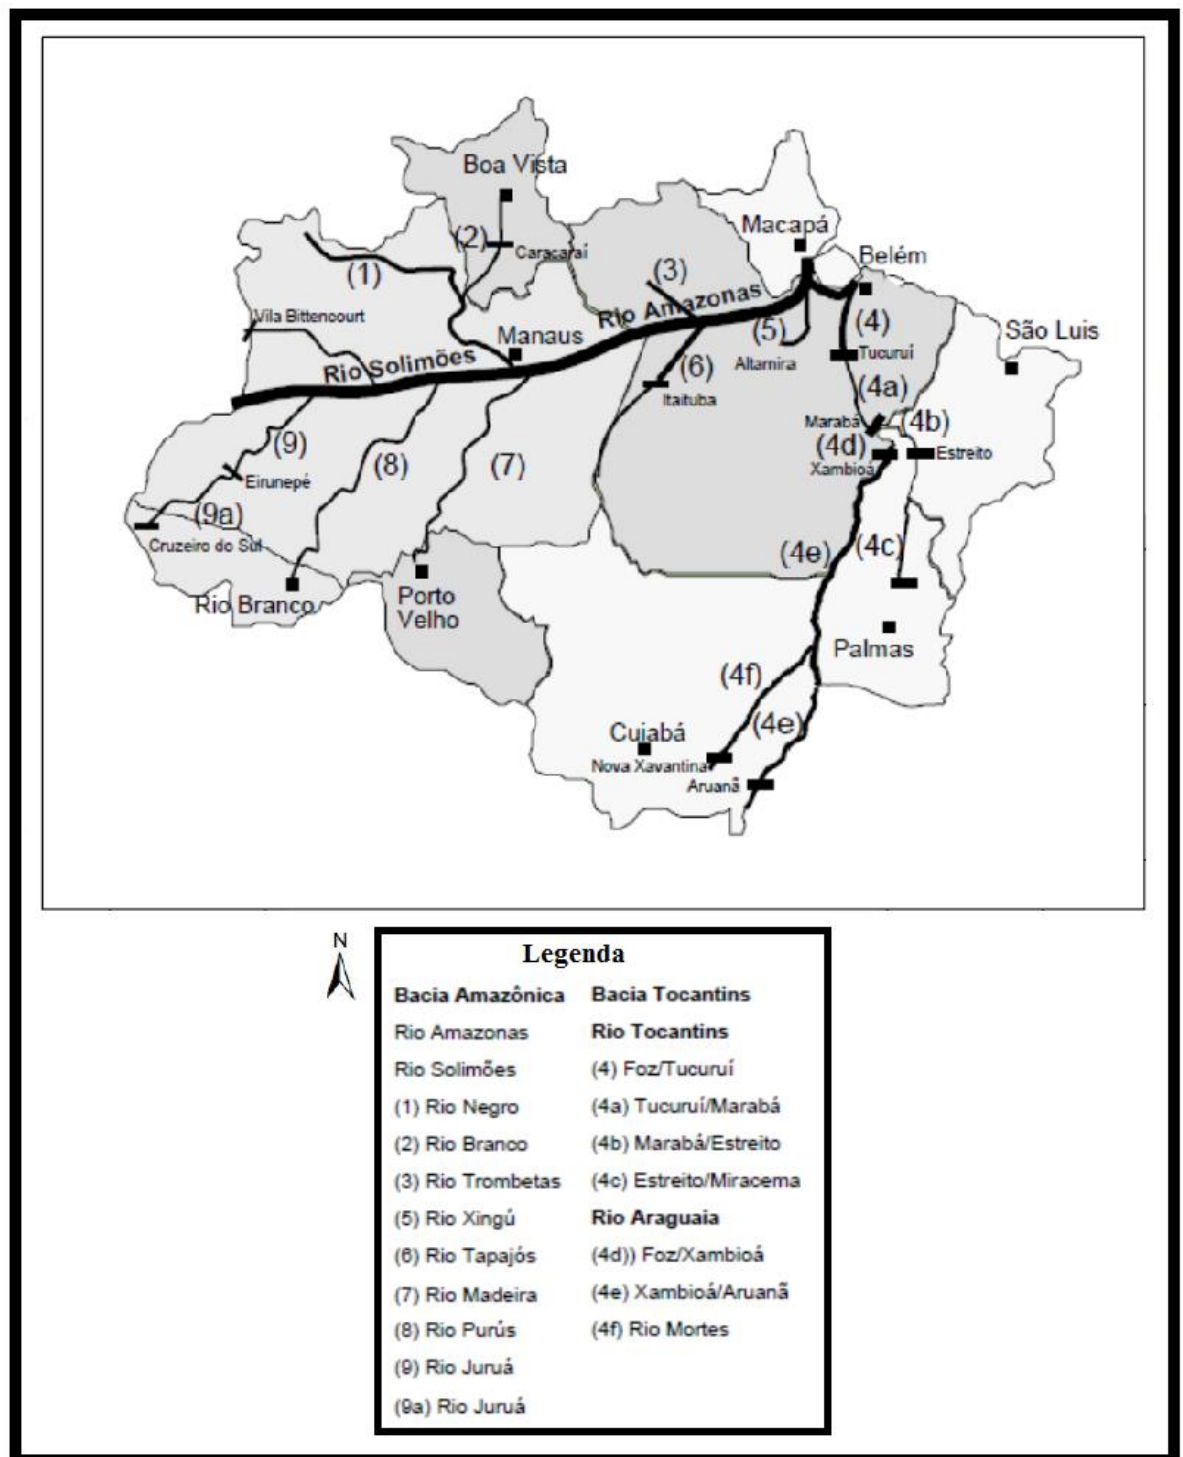 Boa Vista
Macapá
(2)
Caracaraí
Belém
(1)
(3)
Rio Amazonas
Vila Bittencourt
Manaus
(5)
(4)
São Luis
Rio Solimões
Altamira
Tucuruí
(6)
Itaituba
(4a)
Marabá
(4b)
(9)
(8)
(7)
(4d)
Estreito
Xambioá
Eirunepé
(9a)
Cruzeiro do Sul
(4e)
(4c)
Rio Branco
Porto
Velho
Palmas
(4f)
(4e)
Cuiabá
Nova Xavantina
Aruanã
N
Legenda
Bacia Amazônica
Rio Amazonas
Rio Solimões
(1) Rio Negro
(2) Rio Branco
(3) Rio Trombetas
(5) Rio Xingú
(6) Rio Tapajós
(7) Rio Madeira
(8) Rio Purús
(9) Rio Juruá
(9a) Rio Juruá
Bacia Tocantins
Rio Tocantins
(4) Foz/Tucuruí
(4a) Tucuruí/Marabá
(4b) Marabá/Estreito
(4c) Estreito/Miracema
Rio Araguaia
(4d)) Foz/Xambioá
(4e) Xambioá/Aruanã
(4f) Rio Mortes